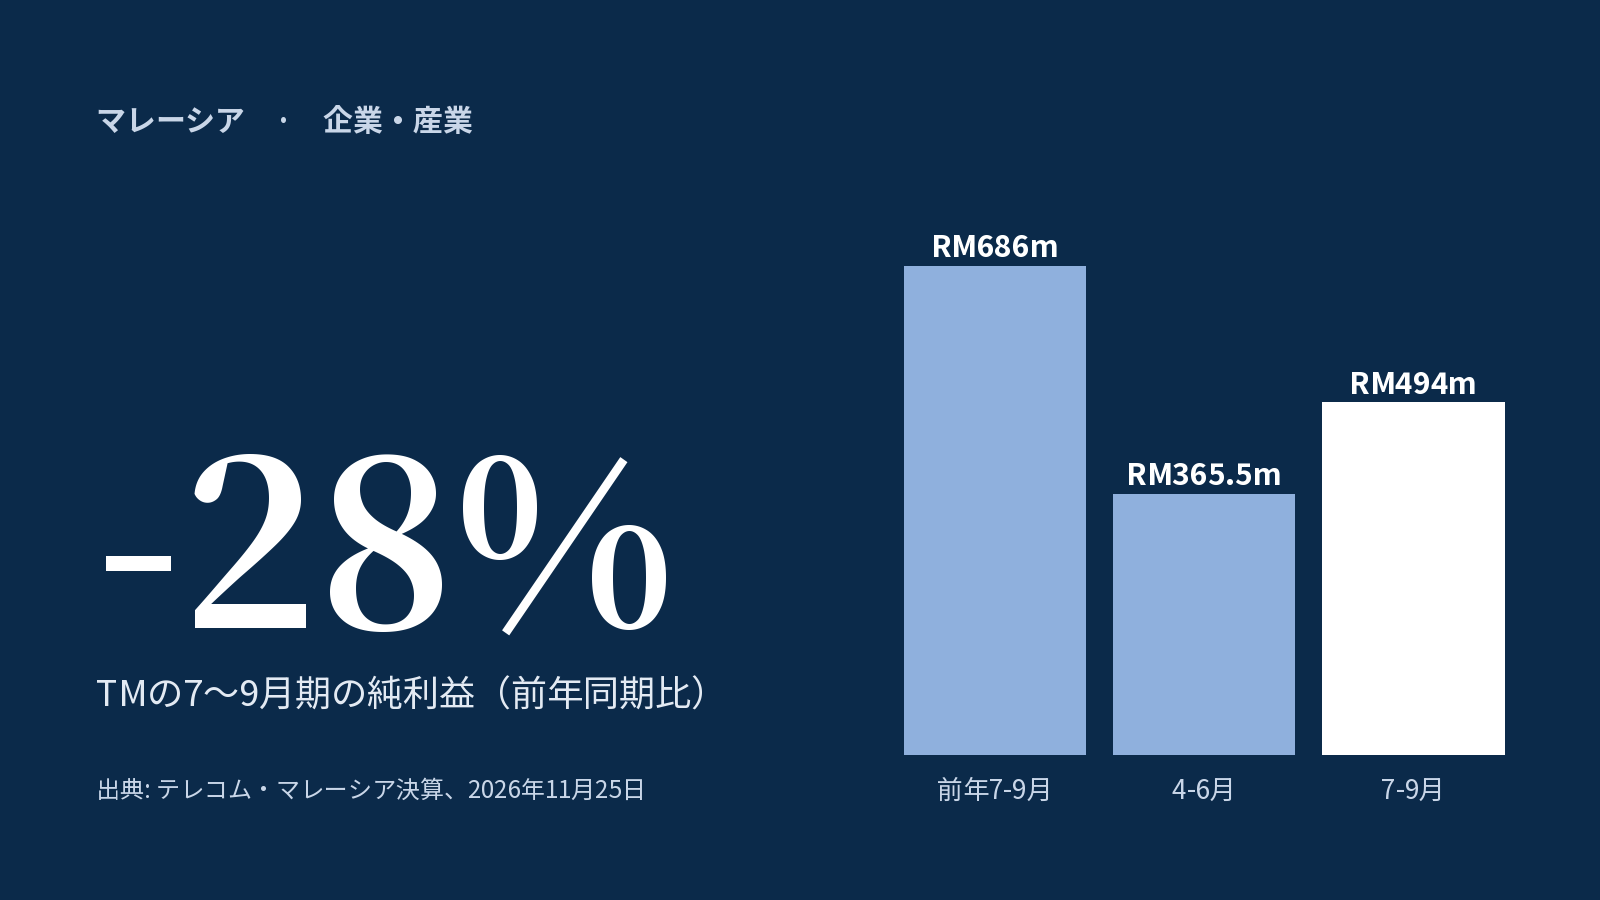 マレーシア ・ 企業・産業
-28%
TMの7〜9月期の純利益（前年同期比）
出典: テレコム・マレーシア決算、2026年11月25日
RM686m
RM365.5m
RM494m
前年7-9月
4-6月
7-9月